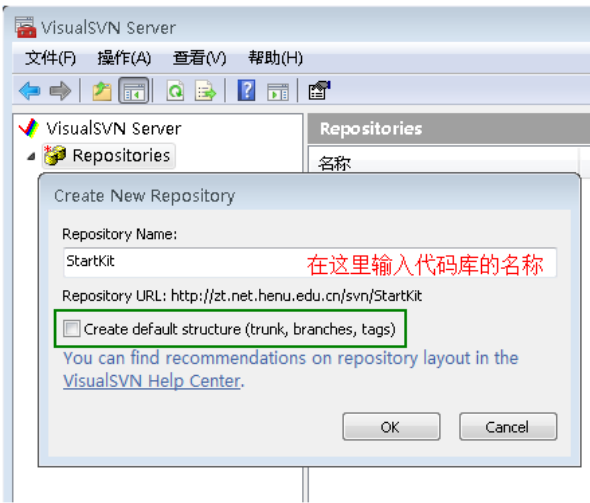 VisualSVN Server
文件(F) 操作(A) 查看(V) 帮助(H)
VisualSVN Server
Repositories
Repositories
名称
Create New Repository
Repository Name:
StartKit 在这里输入代码库的名称
Repository URL: http://zt.net.henu.edu.cn/svn/StartKit
Create default structure (trunk, branches, tags)
You can find recommendations on repository layout in the
VisualSVN Help Center.
OK Cancel